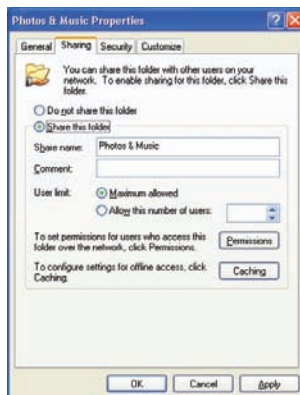 Photos & Music Properties
General Sharing Security Customize
You can share this folder with other users on your
network. To enable sharing for this folder, click Share this
folder.
Do not share this folder
Share this folder
Share name: Photos & Music
Comment:
User limit: Maximum allowed
Allow this number of users:
To set permissions for users who access this
folder over the network, click Permissions.
Permissions
To configure settings for offline access, click
Caching.
Caching
OK Cancel Apply